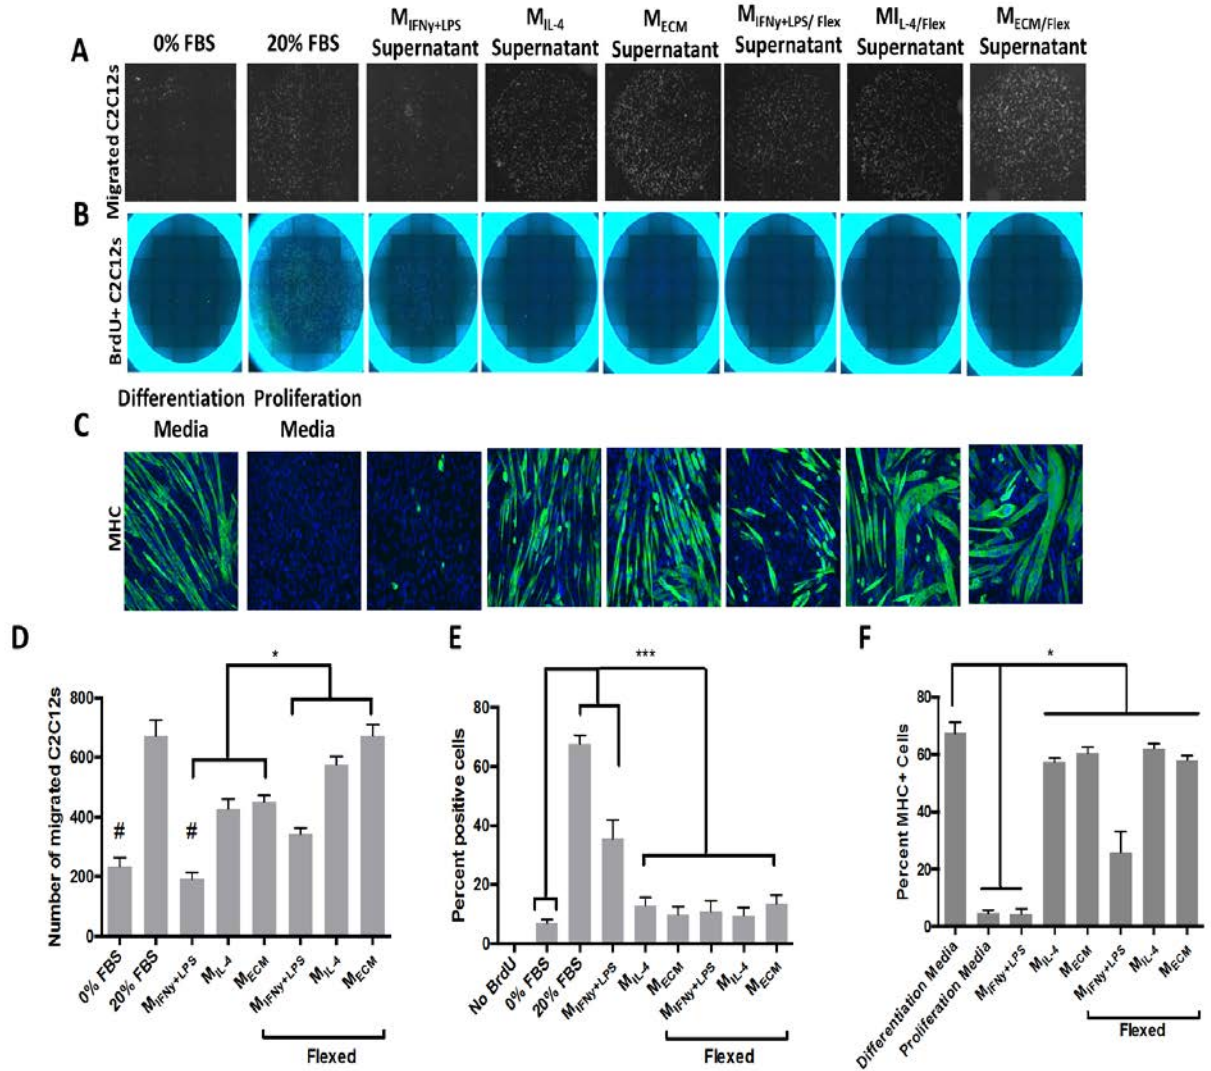 A
0% FBS
20% FBS
MIFNγ+LPS Supernatant
MIL-4 Supernatant
MECM Supernatant
MIFNγ+LPS/ Flex Supernatant
MIL-4/Flex Supernatant
MECM/Flex Supernatant
Migrated C2C12s
B
BrdU+ C2C12s
C
Differentiation Media
Proliferation Media
MHC
D
Number of migrated C2C12s
800
600
400
200
0
#
#
*
0% FBS
20% FBS
MIFNγ+LPS
MIL-4
MECM
MIFNγ+LPS
MIL-4
MECM
Flexed
E
Percent positive cells
80
60
40
20
0
***
No BrdU
0% FBS
20% FBS
MIFNγ+LPS
MIL-4
MECM
MIFNγ+LPS
MIL-4
MECM
Flexed
F
Percent MHC+ Cells
80
60
40
20
0
*
Differentiation Media
Proliferation Media
MIFNγ+LPS
MIL-4
MECM
MIFNγ+LPS
MIL-4
MECM
Flexed